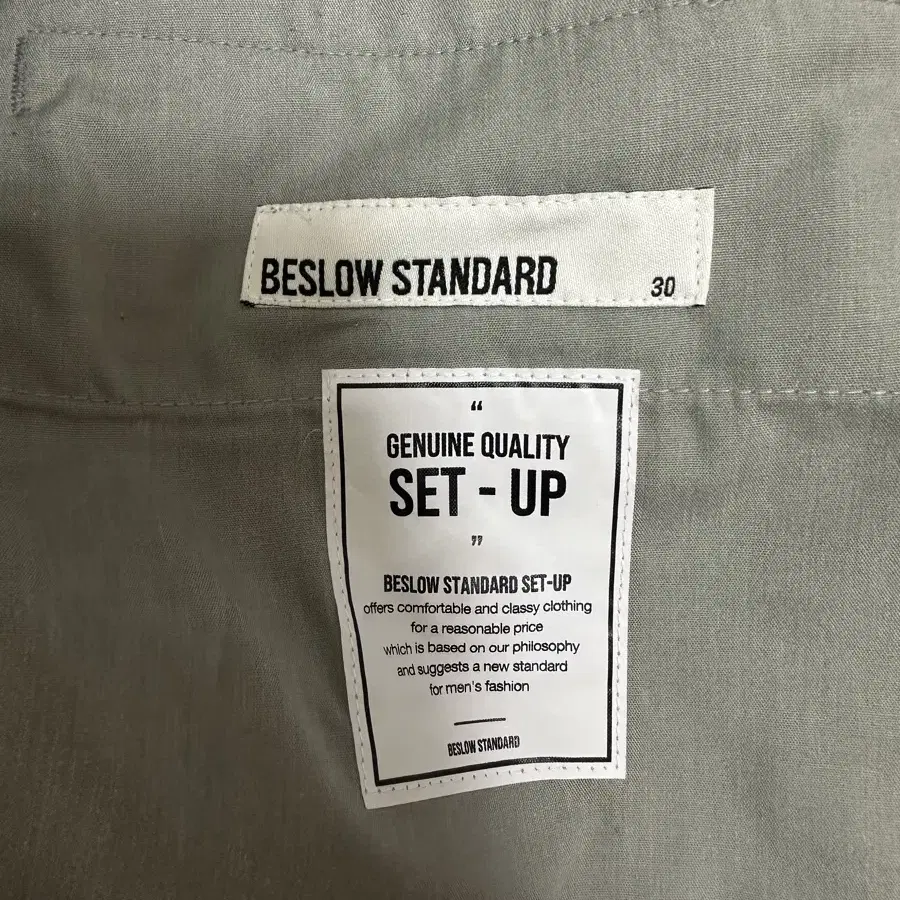 BESLOW STANDARD 30
“
GENUINE QUALITY
SET - UP
”
BESLOW STANDARD SET-UP
offers comfortable and classy clothing
for a reasonable price
which is based on our philosophy
and suggests a new standard
for men's fashion
BESLOW STANDARD